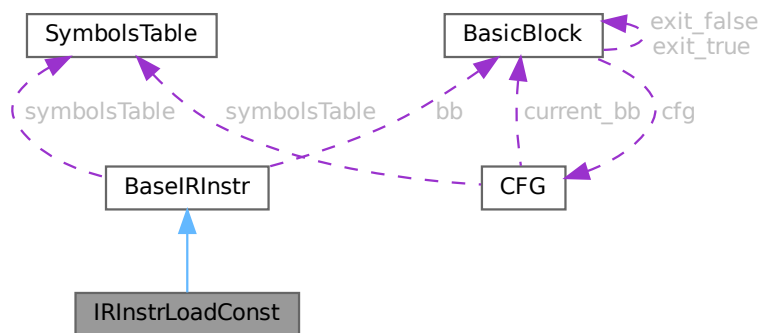 SymbolsTable
BasicBlock
exit_false
exit_true
symbolsTable
symbolsTable
bb
current_bb
cfg
BaseIRInstr
CFG
IRInstrLoadConst